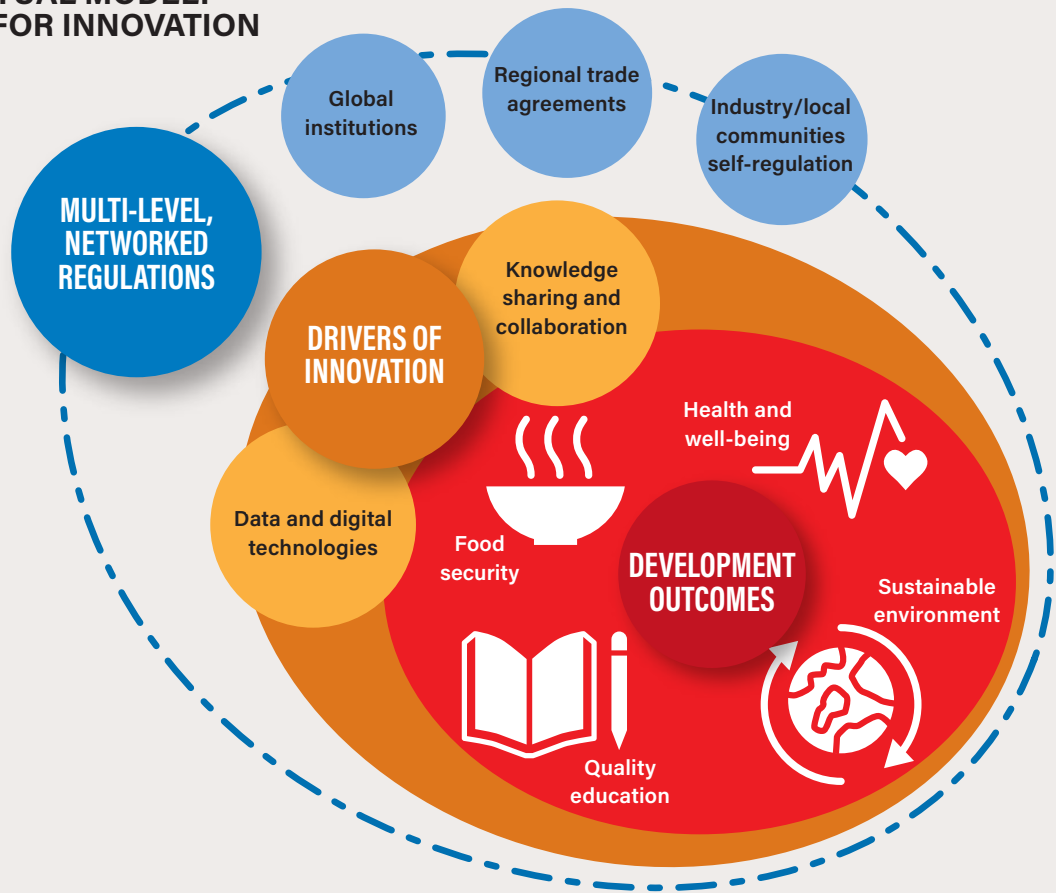 FOR INNOVATION
Global
institutions
Regional trade
agreements
Industry/local
communities
self-regulation
MULTI-LEVEL,
NETWORKED
REGULATIONS
Knowledge
sharing and
collaboration
DRIVERS OF
INNOVATION
Health and
well-being
Data and digital
technologies
Food
security
DEVELOPMENT
OUTCOMES
Sustainable
environment
Quality
education